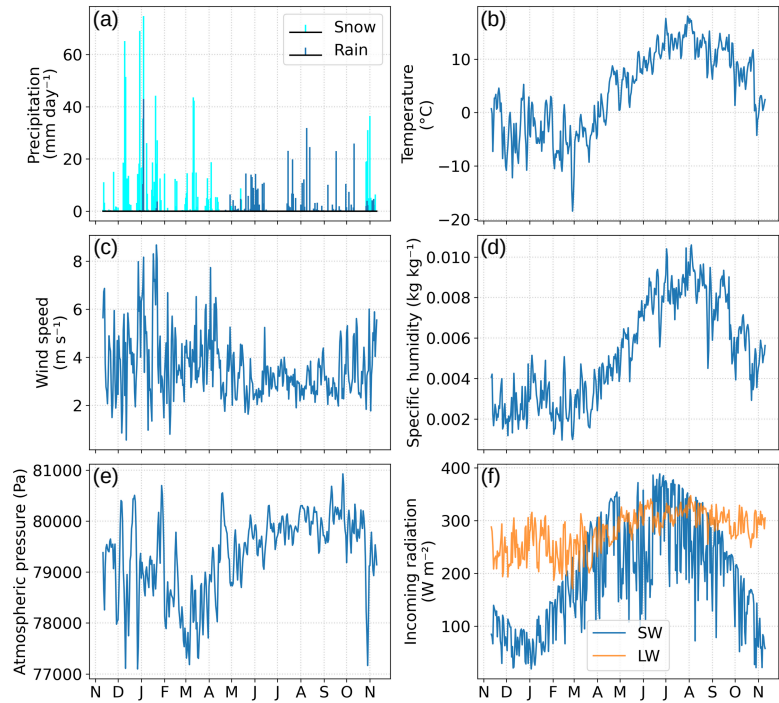 (a)
Snow
Rain
Precipitation
(mm day⁻¹)
60
40
20
0
(b)
Temperature
(°C)
10
0
−10
−20
(c)
Wind speed
(m s⁻¹)
8
6
4
2
(d)
Specific humidity (kg kg⁻¹)
0.010
0.008
0.006
0.004
0.002
(e)
Atmospheric pressure (Pa)
81000
80000
79000
78000
77000
N D J F M A M J J A S O N
(f)
Incoming radiation
(W m⁻²)
400
300
200
100
SW
LW
N D J F M A M J J A S O N